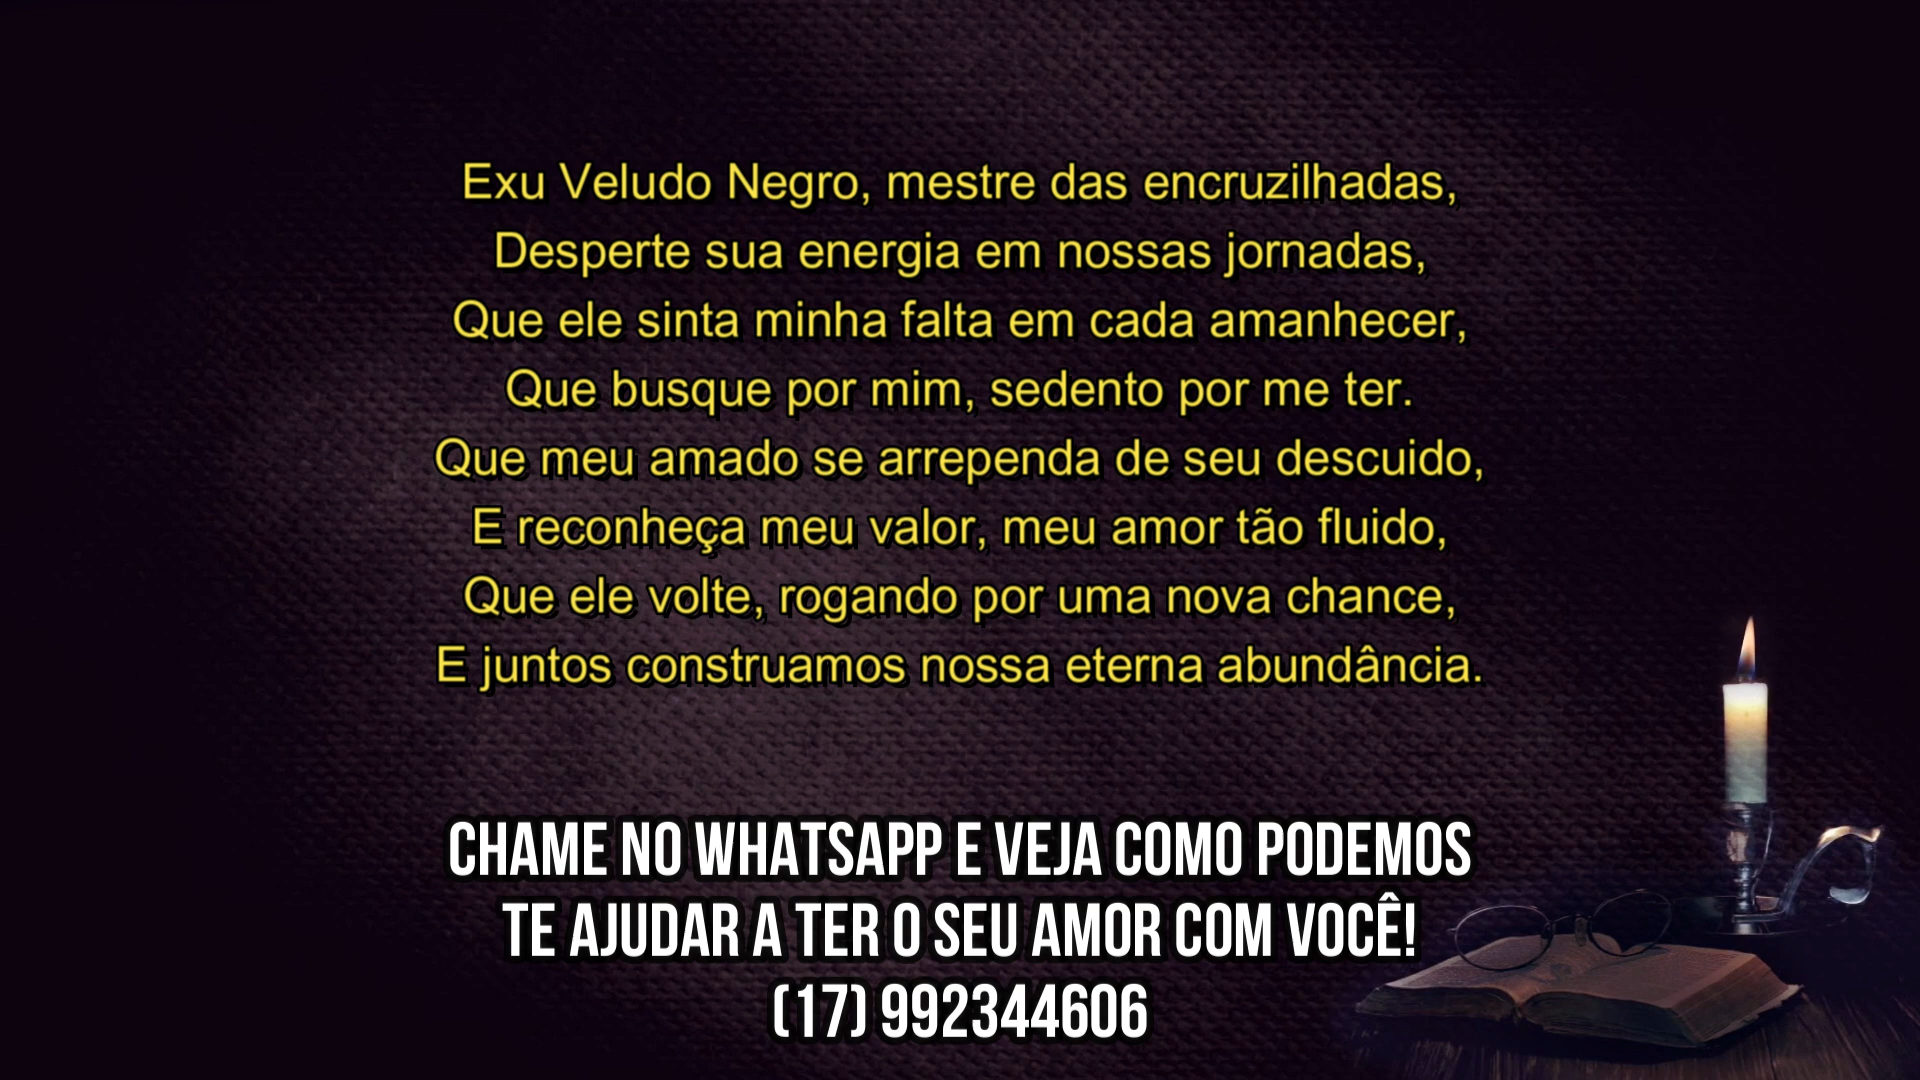 Exu Veludo Negro, mestre das encruzilhadas,
Desperte sua energia em nossas jornadas,
Que ele sinta minha falta em cada amanhecer,
Que busque por mim, sedento por me ter.
Que meu amado se arrependa de seu descuido,
E reconheça meu valor, meu amor tão fluido,
Que ele volte, rogando por uma nova chance,
E juntos construamos nossa eterna abundância.
CHAME NO WHATSAPP E VEJA COMO PODEMOS
TE AJUDAR A TER O SEU AMOR COM VOCÊ!
(17) 992344606